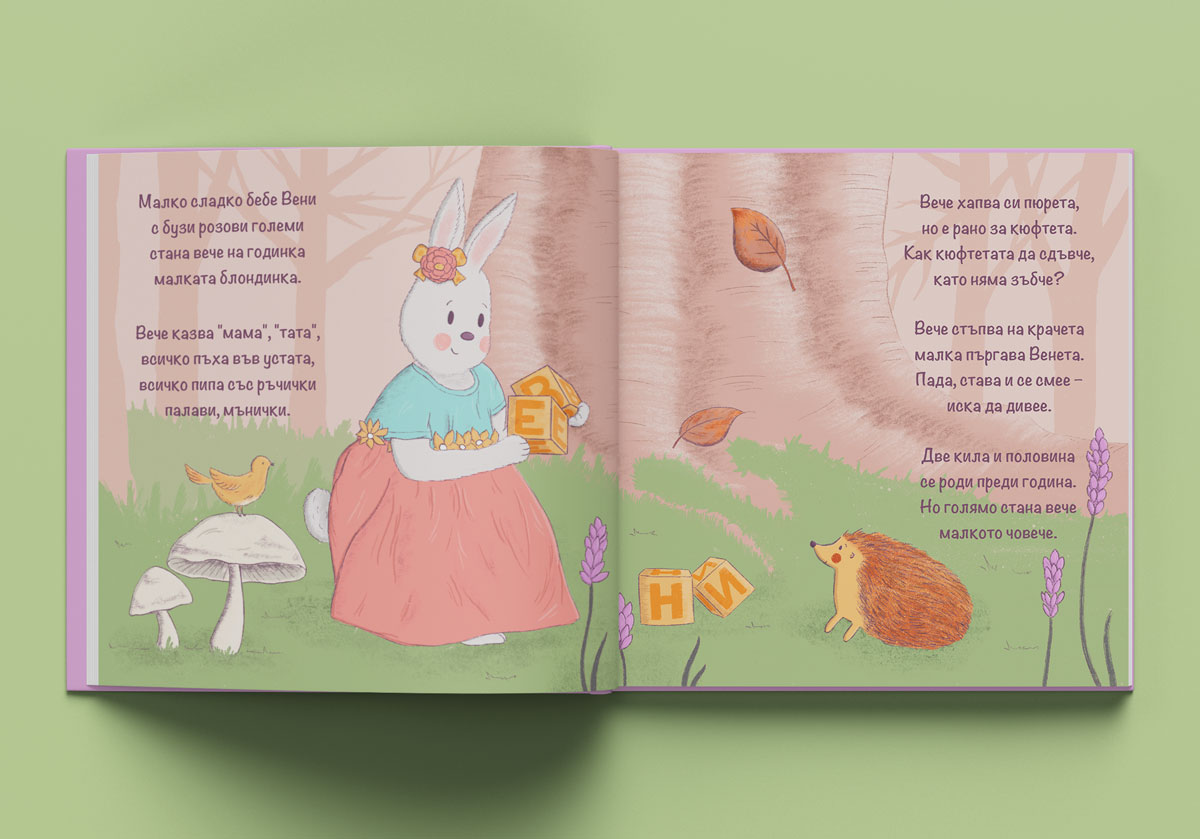 Малко сладко бебе Вени
с бузи розови големи
стана вече на годинка
малката блондинка.
Вече казва "мама", "тата",
всичко пъха във устата,
всичко пипа със ръчички
палави, мънички.
В
Е
Е
Вече хапва си пюрета,
но е рано за кюфтета.
Как кюфтетата да сдъвче,
като няма зъбче?
Вече стъпва на крачета
малка пъргава Венета.
Пада, става и се смее –
иска да дивее.
Две кила и половина
се роди преди година.
Но голямо стана вече
малкото човече.
Н
И